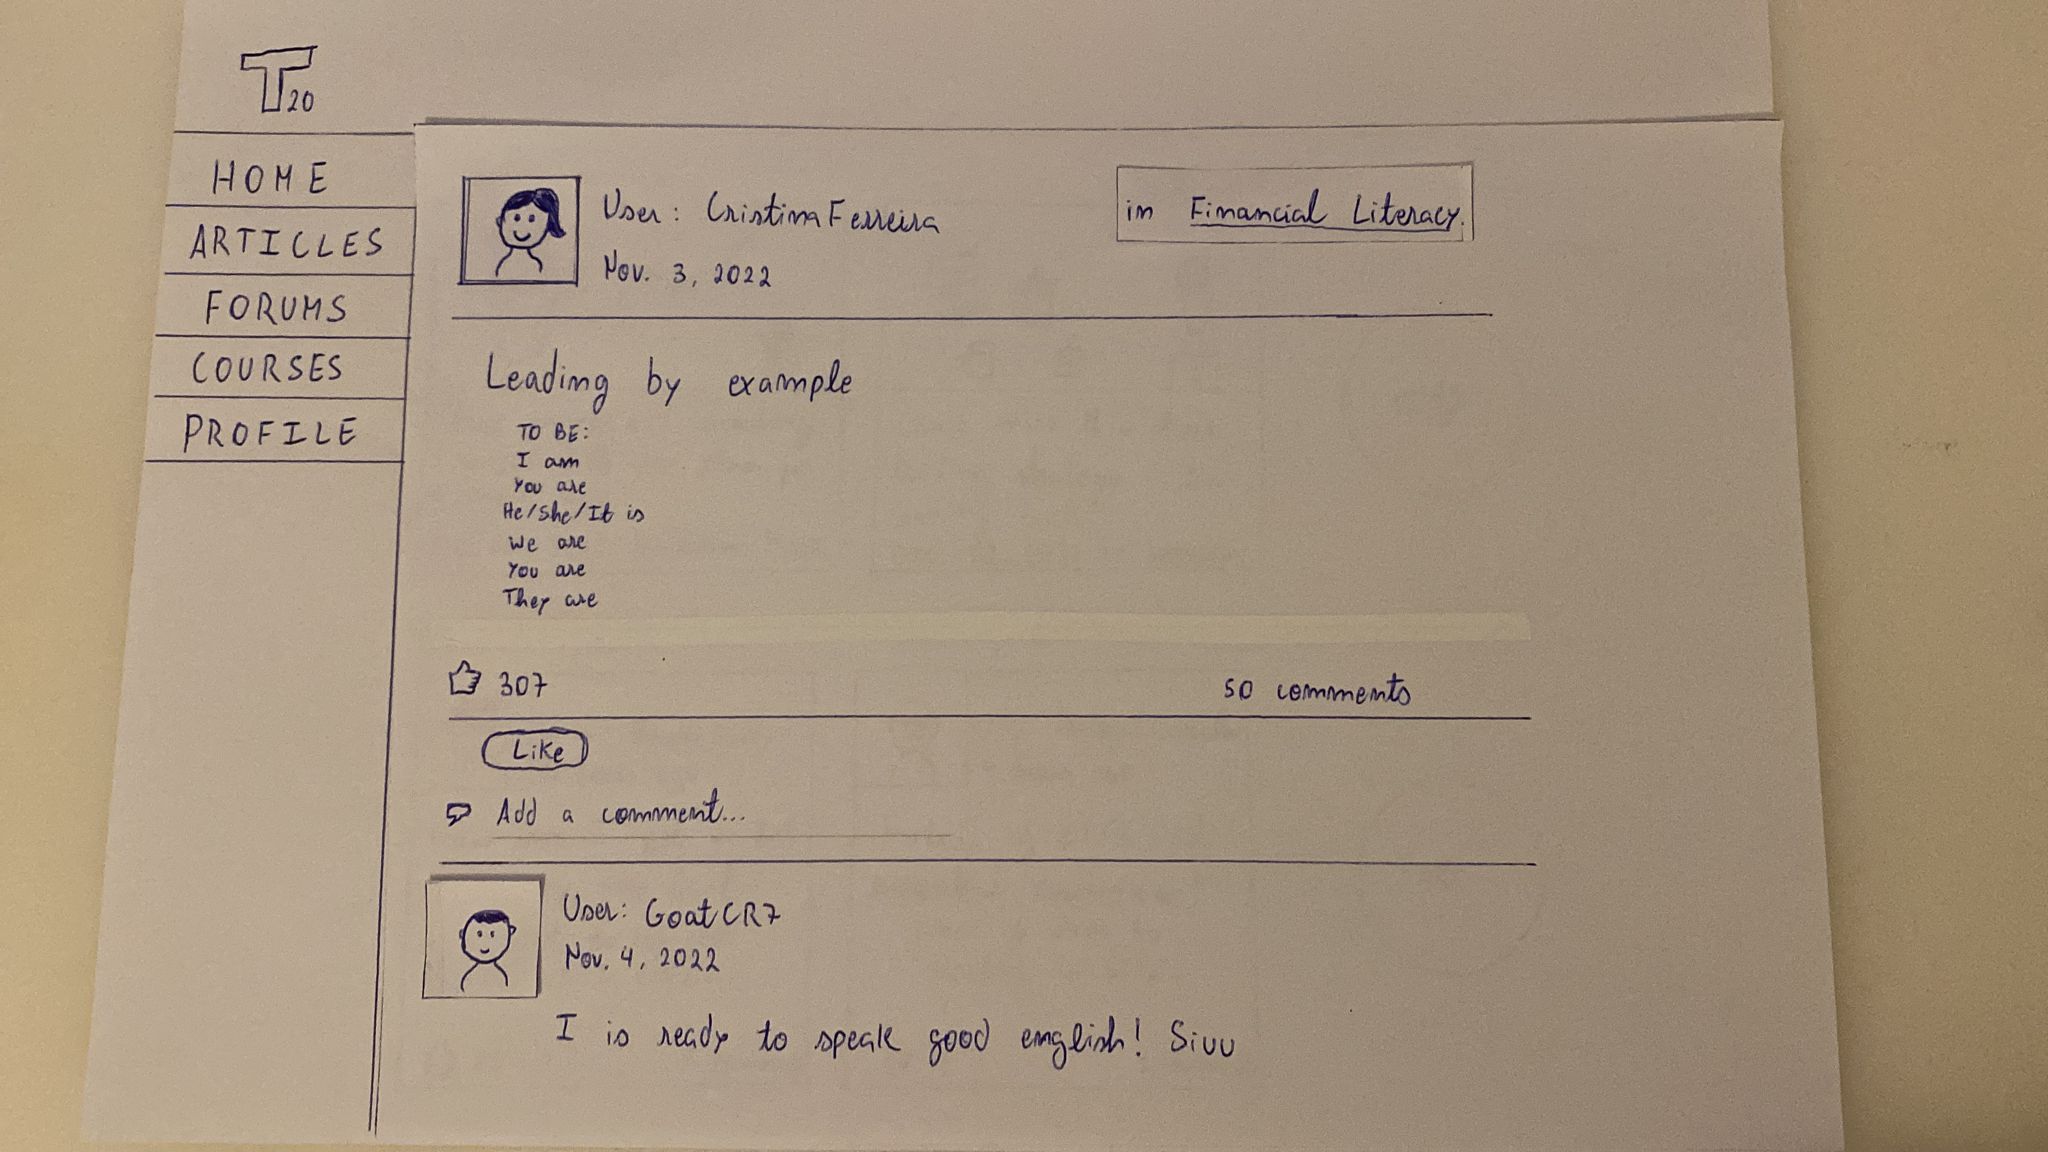 T20
HOME
ARTICLES
FORUMS
COURSES
PROFILE
User: CristinaFerreira
in Financial Literacy.
Nov. 3, 2022
Leading by example
TO BE:
I am
You are
He/She/It is
We are
You are
They are
307
50 comments
Like
Add a comment...
User: GoatCR7
Nov. 4, 2022
I is ready to speak good english! Siuu